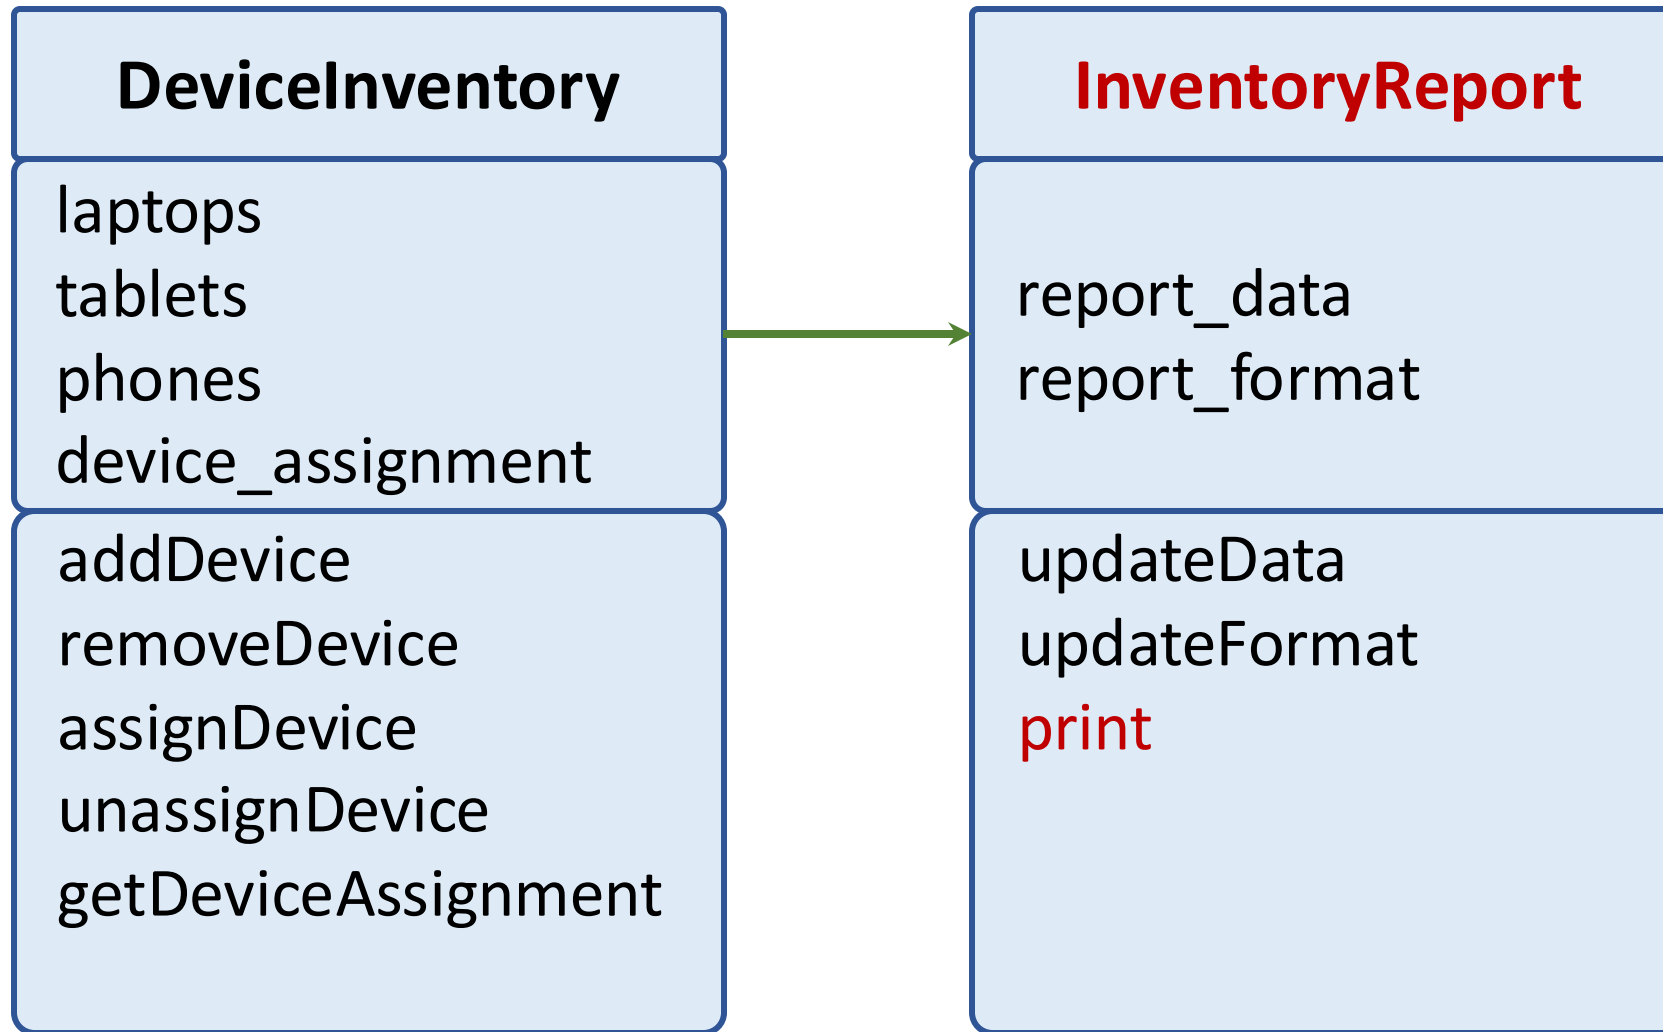 DeviceInventory
laptops
tablets
phones
device_assignment
addDevice
removeDevice
assignDevice
unassignDevice
getDeviceAssignment
InventoryReport
report_data
report_format
updateData
updateFormat
print